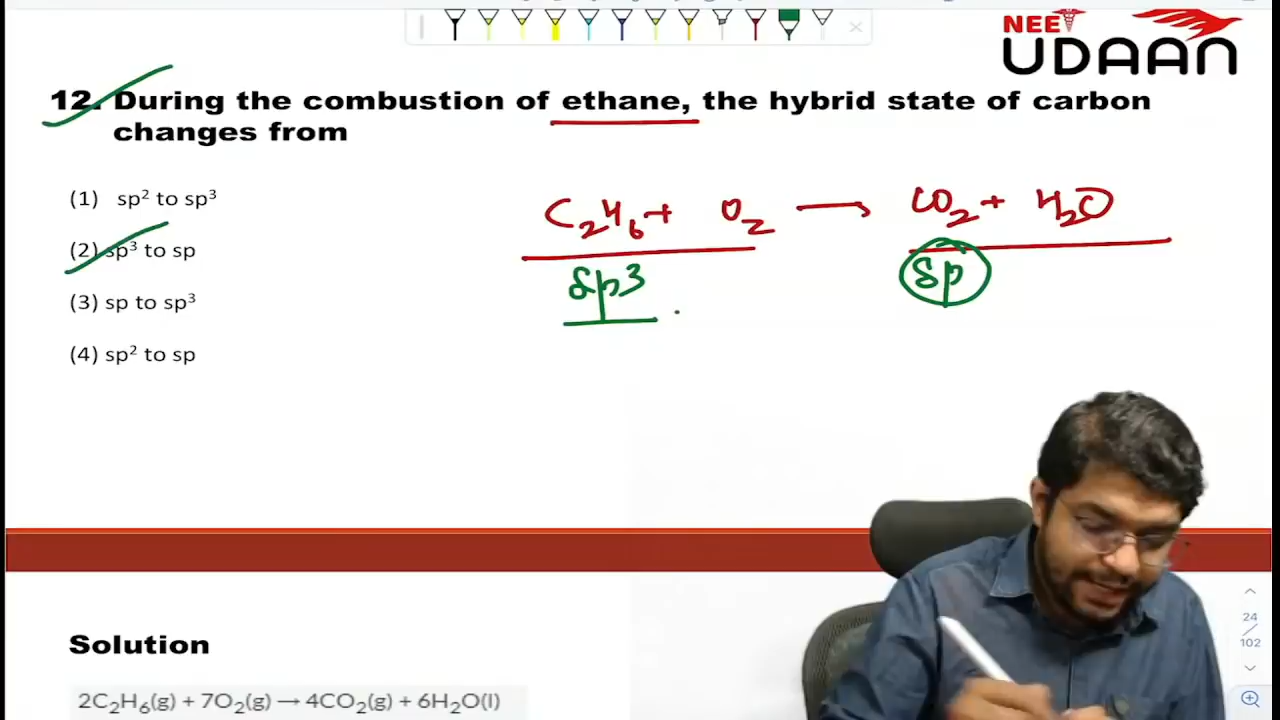 NEET
UDAAN
12. During the combustion of ethane, the hybrid state of carbon
changes from
(1) sp² to sp³
(2) sp³ to sp
(3) sp to sp³
(4) sp² to sp
C₂H₆ + O₂ → CO₂ + H₂O
sp3
sp
24
/
102
Solution
2C₂H₆(g) + 7O₂(g) → 4CO₂(g) + 6H₂O(l)